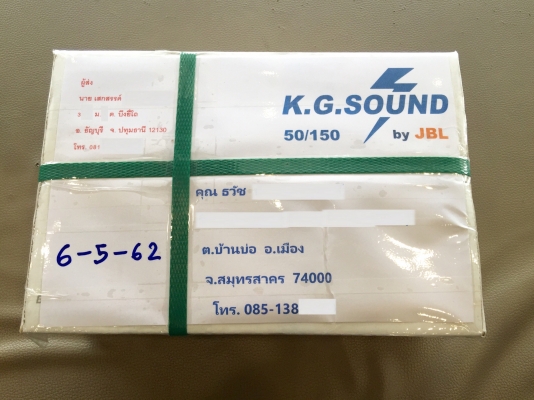 ผู้ส่ง
นาย เสกสรรค์
3 ม ต. บึงยี่โถ
อ. ธัญบุรี จ. ปทุมธานี 12130
โทร. 081
K.G.SOUND
50/150 by JBL
คุณ ธวัช
6-5-62
ต.บ้านบ่อ อ.เมือง
จ.สมุทรสาคร 74000
โทร. 085-138